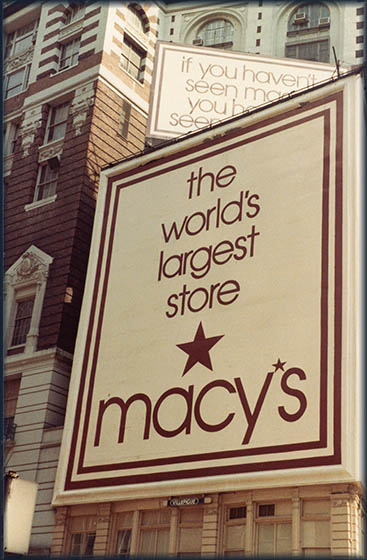 if you haven't
seen
you
seen
the
world's
largest
store
macy's